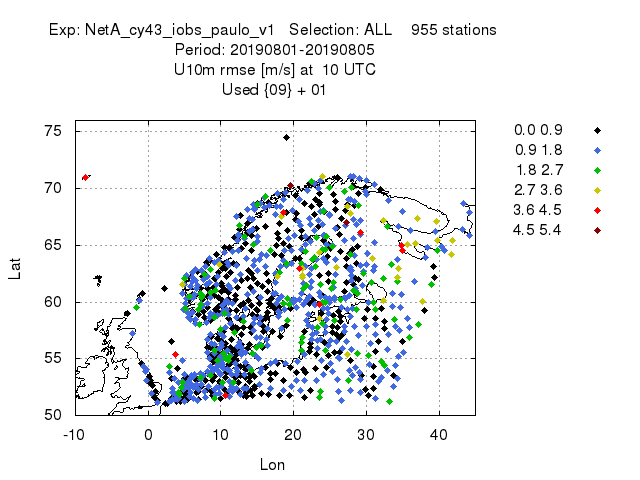 Exp: NetA_cy43_iobs_paulo_v1   Selection: ALL    955 stations
Period: 20190801-20190805
U10m rmse [m/s] at  10 UTC
Used {09} + 01
0.0 0.9
0.9 1.8
1.8 2.7
2.7 3.6
3.6 4.5
4.5 5.4
75
70
65
60
55
50
Lat
-10 0 10 20 30 40
Lon